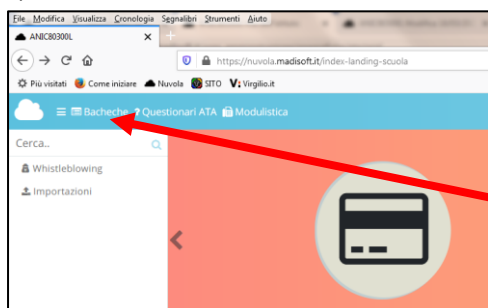 File Modifica Visualizza Cronologia Segnalibri Strumenti Aiuto
ANIC80300L
https://nuvola.madisoft.it/index-landing-scuola
Più visitati Come iniziare Nuvola SITO Virgilio.it
Bacheche ? Questionari ATA Modulistica
Cerca..
Whistleblowing
Importazioni